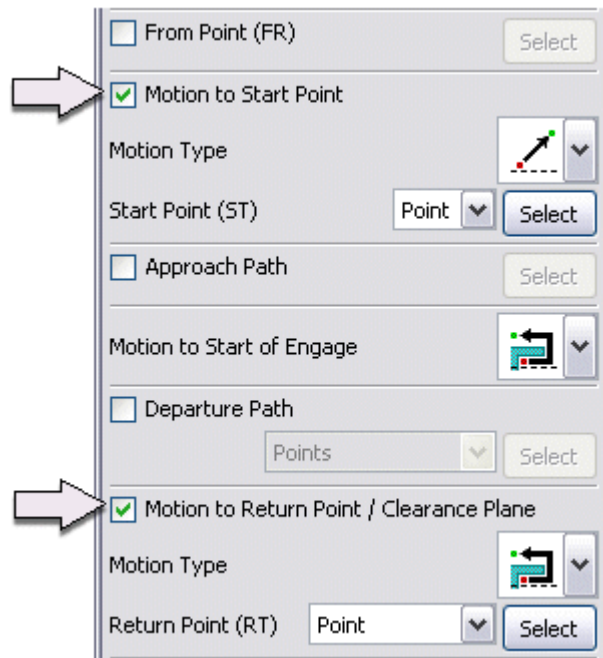 From Point (FR) Select
Motion to Start Point
Motion Type
Start Point (ST) Point Select
Approach Path Select
Motion to Start of Engage
Departure Path
Points Select
Motion to Return Point / Clearance Plane
Motion Type
Return Point (RT) Point Select